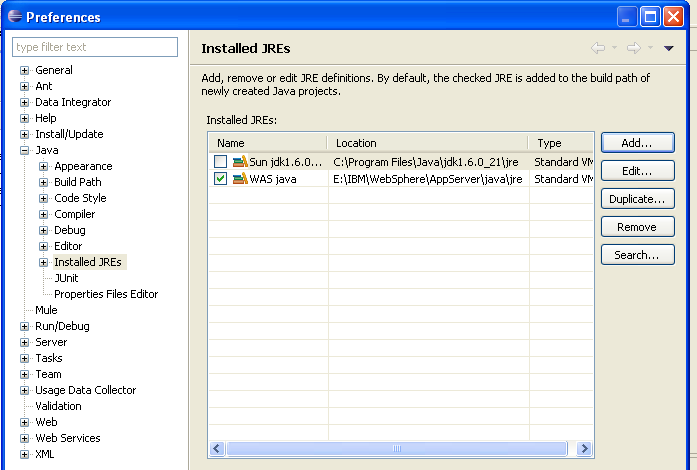 Preferences
type filter text
General
Ant
Data Integrator
Help
Install/Update
Java
Appearance
Build Path
Code Style
Compiler
Debug
Editor
Installed JREs
JUnit
Properties Files Editor
Mule
Run/Debug
Server
Tasks
Team
Usage Data Collector
Validation
Web
Web Services
XML
Installed JREs
Add, remove or edit JRE definitions. By default, the checked JRE is added to the build path of
newly created Java projects.
Installed JREs:
Name Location Type
Sun jdk1.6.0... C:\Program Files\Java\jdk1.6.0_21\jre Standard VM
WAS java E:\IBM\WebSphere\AppServer\java\jre Standard VM
Add...
Edit...
Duplicate...
Remove
Search...